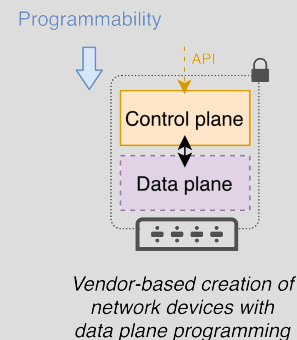 Programmability
API
Control plane
Data plane
Vendor-based creation of
network devices with
data plane programming